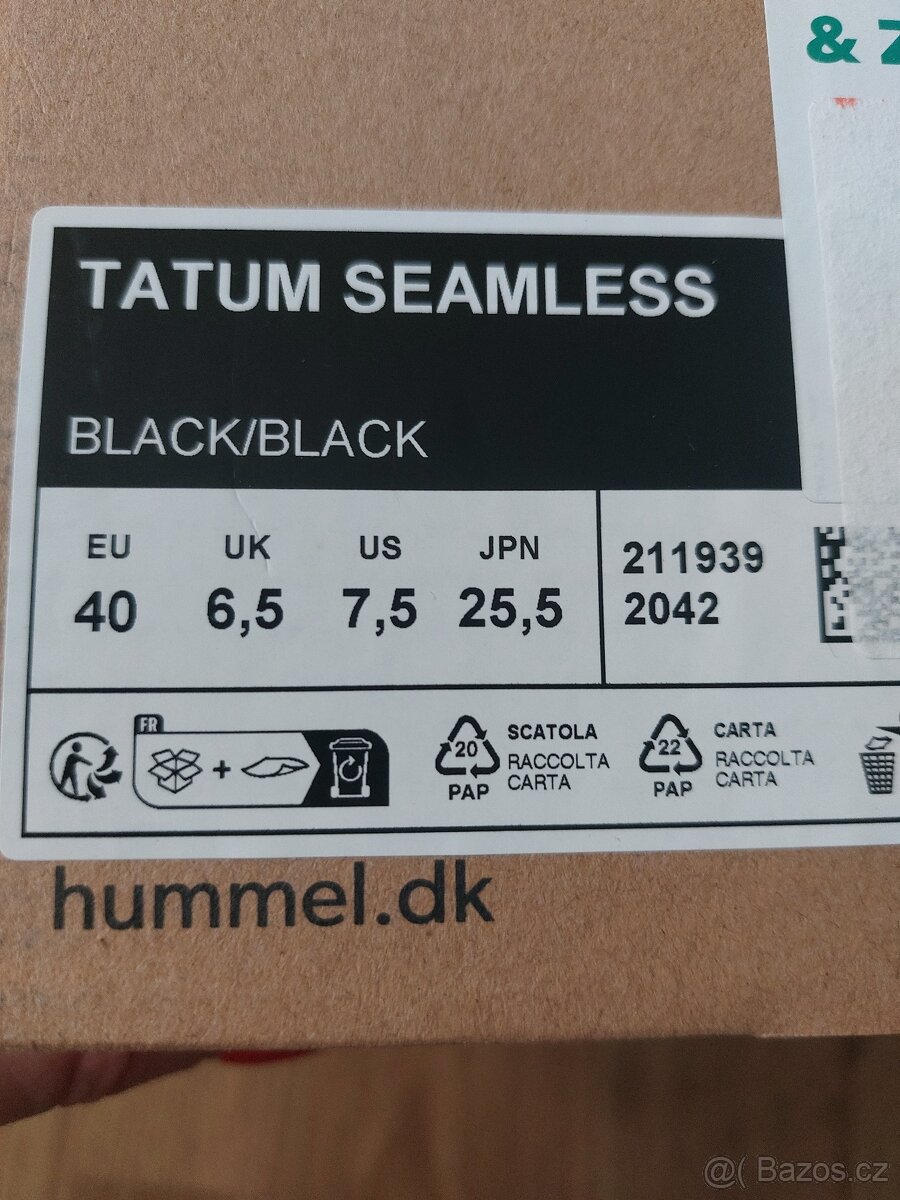 & Z
TATUM SEAMLESS
BLACK/BLACK
EU UK US JPN
40 6,5 7,5 25,5
211939
2042
FR
20
PAP
SCATOLA
RACCOLTA
CARTA
22
PAP
CARTA
RACCOLTA
CARTA
hummel.dk
@( Bazos.cz